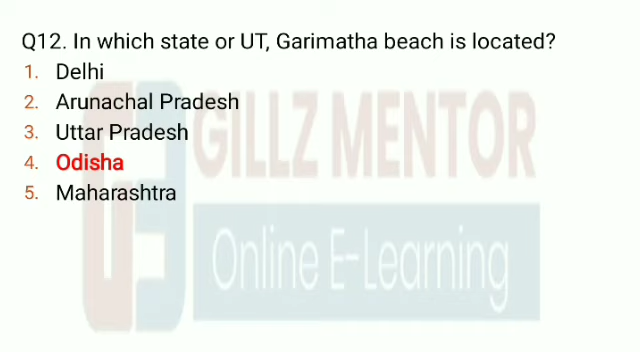 Q12. In which state or UT, Garimatha beach is located?
1. Delhi
2. Arunachal Pradesh
3. Uttar Pradesh
4. Odisha
5. Maharashtra
GILLZ MENTOR
Online E-Learning